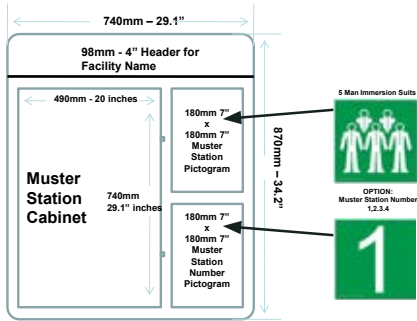 740mm – 29.1”
98mm - 4” Header for
Facility Name
490mm - 20 inches
740mm
29.1” inches
Muster
Station
Cabinet
180mm 7”
x
180mm 7”
Muster
Station
Pictogram
180mm 7”
x
180mm 7”
Muster
Station
Number
Pictogram
870mm – 34.2”
5 Man Immersion Suits
OPTION:
Muster Station Number
1,2.3.4
1